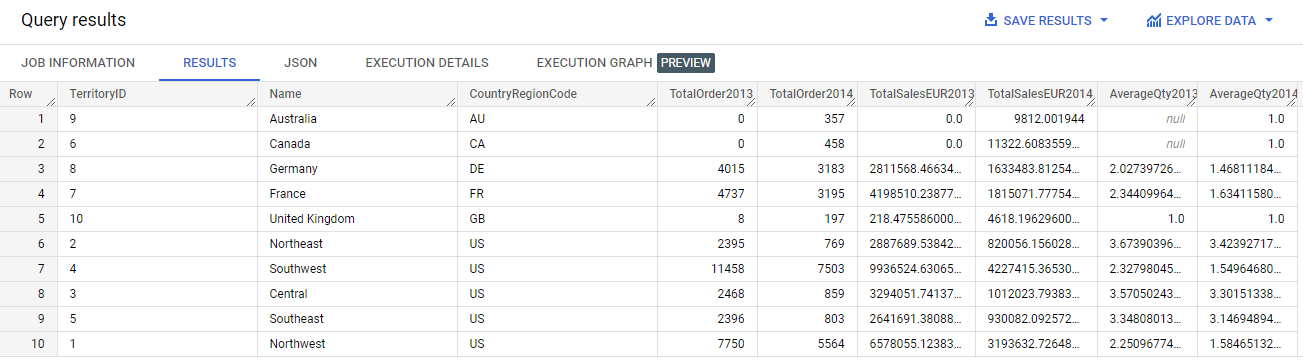 Query results SAVE RESULTS EXPLORE DATA
JOB INFORMATION RESULTS JSON EXECUTION DETAILS EXECUTION GRAPH PREVIEW
Row TerritoryID Name CountryRegionCode TotalOrder2013 TotalOrder2014 TotalSalesEUR2013 TotalSalesEUR2014 AverageQty2013 AverageQty2014
1 9 Australia AU 0 357 0.0 9812.001944 null 1.0
2 6 Canada CA 0 458 0.0 11322.6083559... null 1.0
3 8 Germany DE 4015 3183 2811568.46634... 1633483.81254... 2.02739726... 1.46811184...
4 7 France FR 4737 3195 4198510.23877... 1815071.77754... 2.34409964... 1.63411580...
5 10 United Kingdom GB 8 197 218.475586000... 4618.19629600... 1.0 1.0
6 2 Northeast US 2395 769 2887689.53842... 820056.156028... 3.67390396... 3.42392717...
7 4 Southwest US 11458 7503 9936524.63065... 4227415.36530... 2.32798045... 1.54964680...
8 3 Central US 2468 859 3294051.74137... 1012023.79383... 3.57050243... 3.30151338...
9 5 Southeast US 2396 803 2641691.38088... 930082.092572... 3.34808013... 3.14694894...
10 1 Northwest US 7750 5564 6578055.12383... 3193632.72648... 2.25096774... 1.58465132...